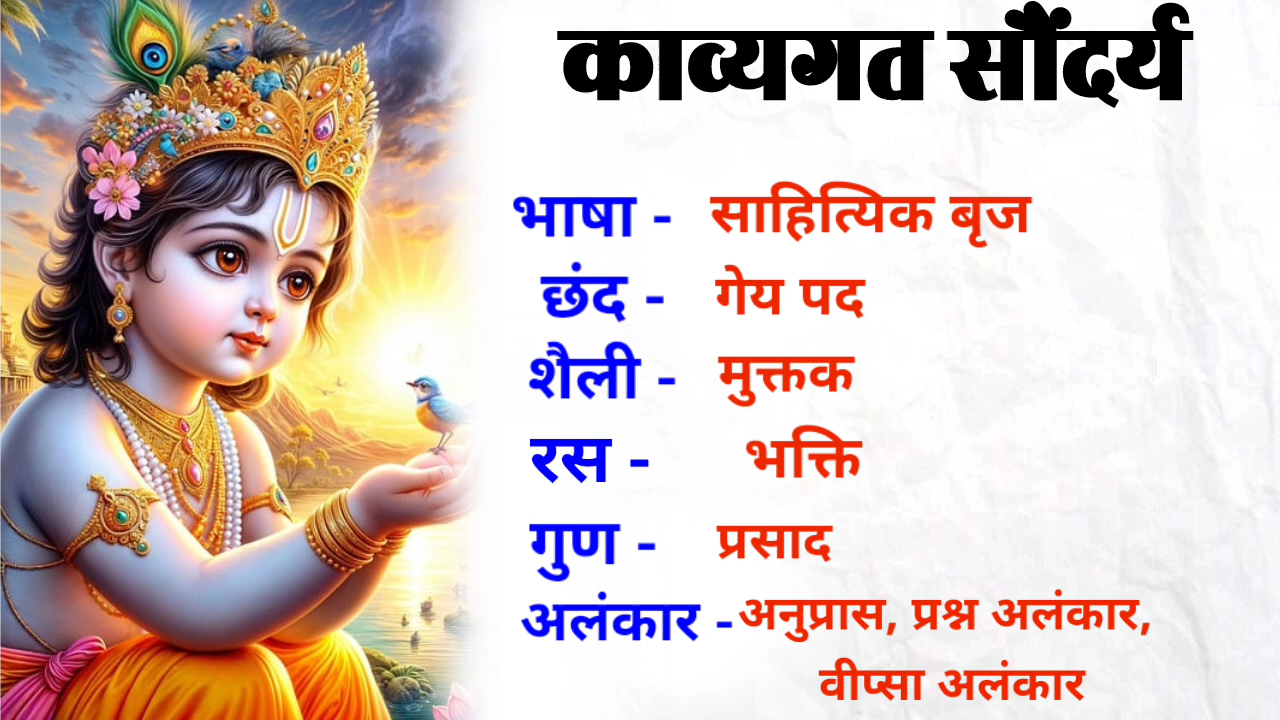 काव्यगत सौंदर्य
भाषा - साहित्यिक बृज
छंद - गेय पद
शैली - मुक्तक
रस - भक्ति
गुण - प्रसाद
अलंकार - अनुप्रास, प्रश्न अलंकार,
वीप्सा अलंकार